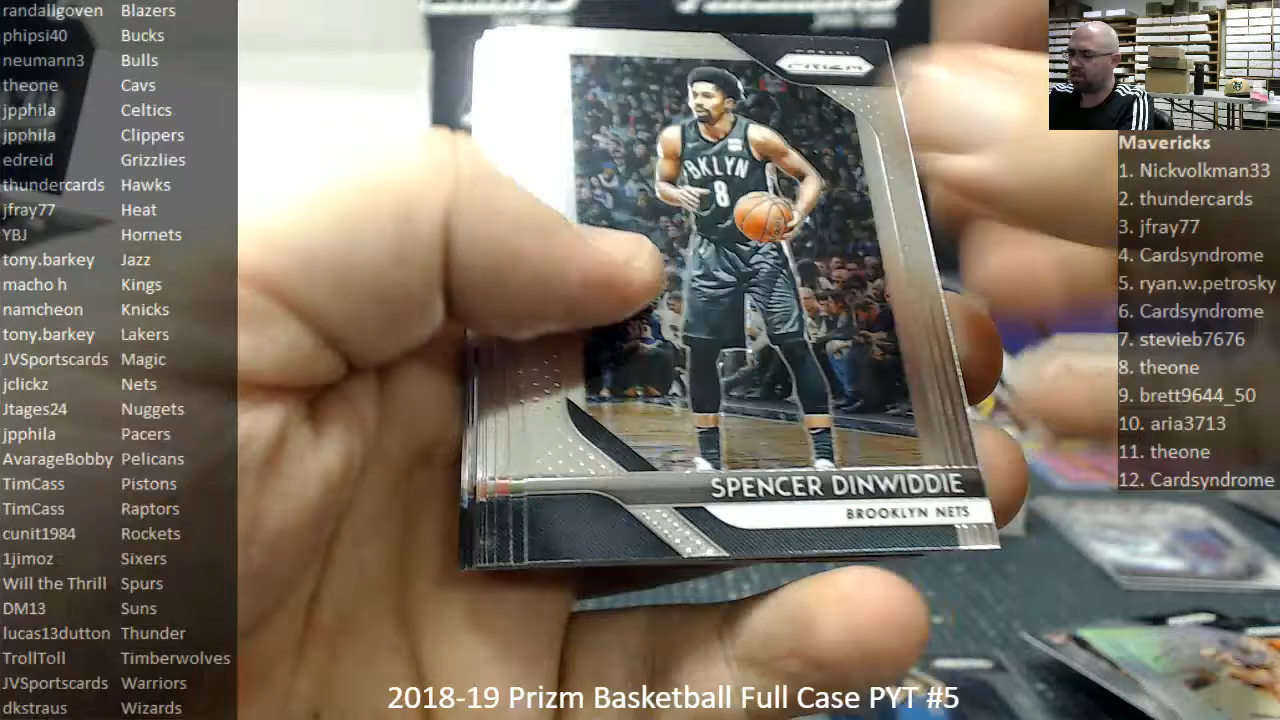 randallgoven Blazers
phipsi40 Bucks
neumann3 Bulls
theone Cavs
jpphila Celtics
jpphila Clippers
edreid Grizzlies
thundercards Hawks
jfray77 Heat
YBJ Hornets
tony.barkey Jazz
macho h Kings
namcheon Knicks
tony.barkey Lakers
JVSportscards Magic
jclickz Nets
Jtages24 Nuggets
jpphila Pacers
AvarageBobby Pelicans
TimCass Pistons
TimCass Raptors
cunit1984 Rockets
1jimoz Sixers
Will the Thrill Spurs
DM13 Suns
lucas13dutton Thunder
TrollToll Timberwolves
JVSportscards Warriors
dkstraus Wizards
PANINI
PRIZM
BKLYN
8
SPENCER DINWIDDIE
BROOKLYN NETS
Mavericks
1. Nickvolkman33
2. thundercards
3. jfray77
4. Cardsyndrome
5. ryan.w.petrosky
6. Cardsyndrome
7. stevieb7676
8. theone
9. brett9644_50
10. aria3713
11. theone
12. Cardsyndrome
2018-19 Prizm Basketball Full Case PYT #5